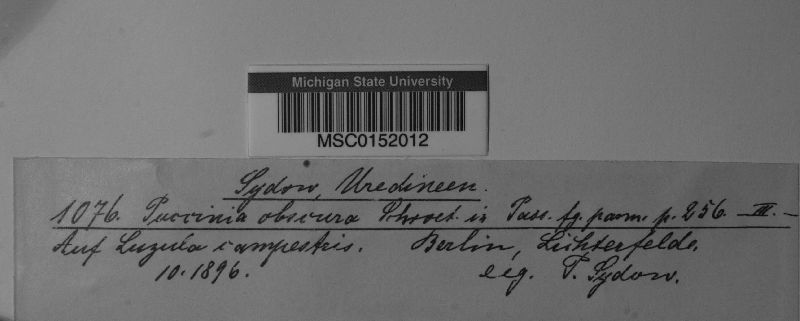 Michigan State University
MSC0152012
Sydow, Uredineen.
1076. Puccinia obscura Schroet. in Pass. fg. parm. p. 256. - III. -
Auf Luzula campestris. Berlin, Lichterfelde.
10.1896. leg. P. Sydow.